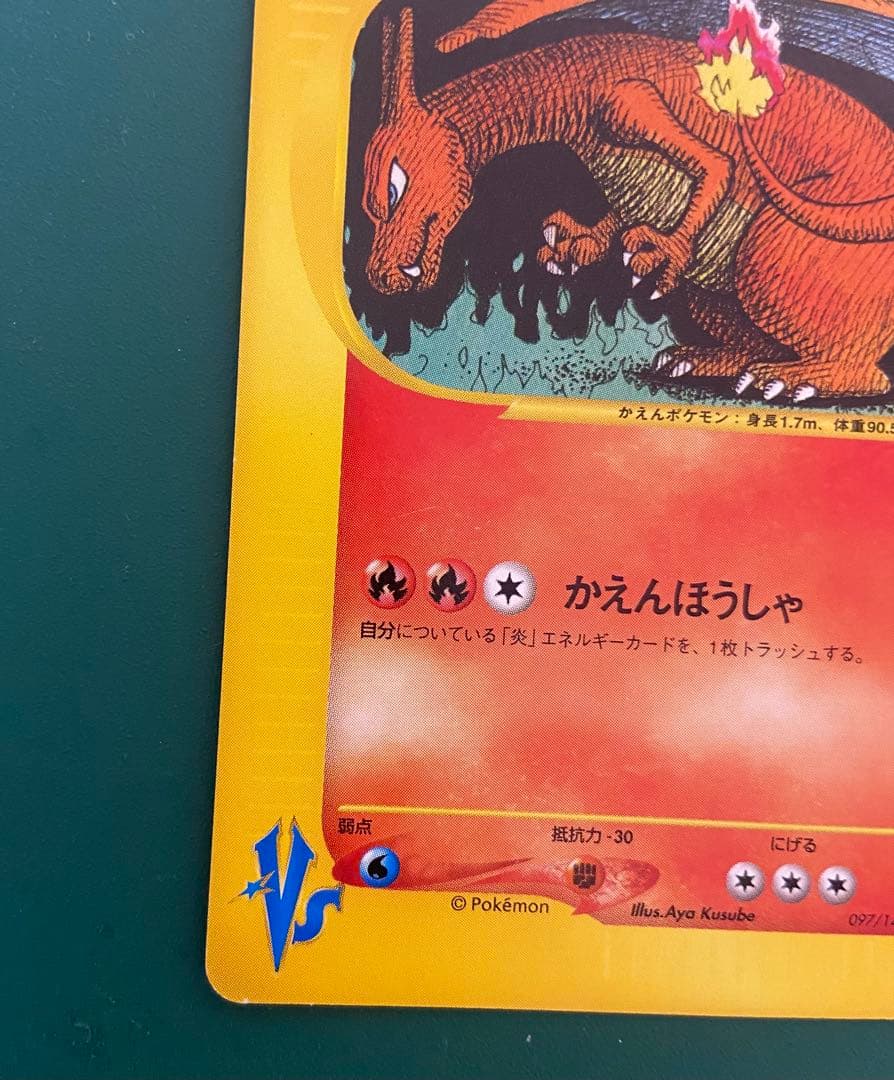 かえんポケモン：身長1.7m、体重90.5
かえんほうしゃ
自分についている「炎」エネルギーカードを、1枚トラッシュする。
弱点
抵抗力 -30
にげる
VS
© Pokémon
Illus.Aya Kusube
097/14